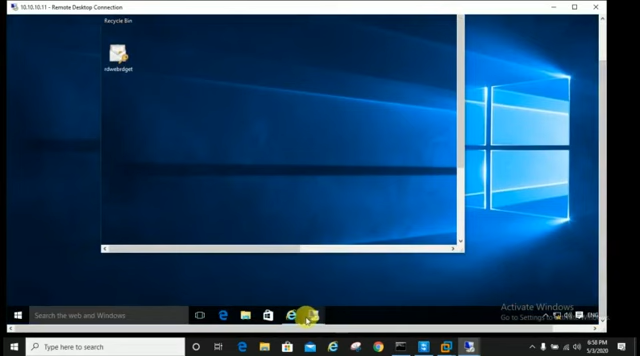 10.10.10.11 - Remote Desktop Connection
Recycle Bin
Activate Windows
Go to Settings to
Search the web and Windows
ENG
Type here to search
6:58 PM
5/3/2020